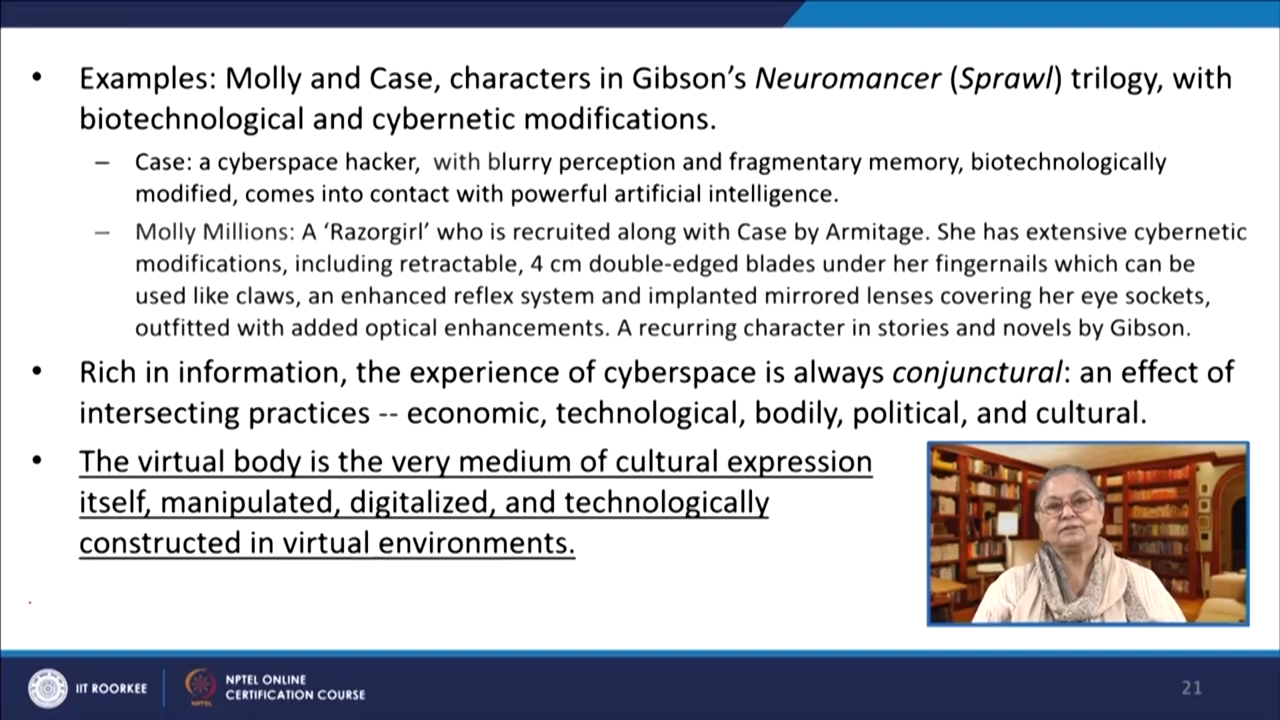 • Examples: Molly and Case, characters in Gibson's Neuromancer (Sprawl) trilogy, with
biotechnological and cybernetic modifications.
– Case: a cyberspace hacker, with blurry perception and fragmentary memory, biotechnologically
modified, comes into contact with powerful artificial intelligence.
– Molly Millions: A ‘Razorgirl’ who is recruited along with Case by Armitage. She has extensive cybernetic
modifications, including retractable, 4 cm double-edged blades under her fingernails which can be
used like claws, an enhanced reflex system and implanted mirrored lenses covering her eye sockets,
outfitted with added optical enhancements. A recurring character in stories and novels by Gibson.
• Rich in information, the experience of cyberspace is always conjunctural: an effect of
intersecting practices -- economic, technological, bodily, political, and cultural.
• The virtual body is the very medium of cultural expression
itself, manipulated, digitalized, and technologically
constructed in virtual environments.
IIT ROORKEE
NPTEL
NPTEL ONLINE
CERTIFICATION COURSE
21